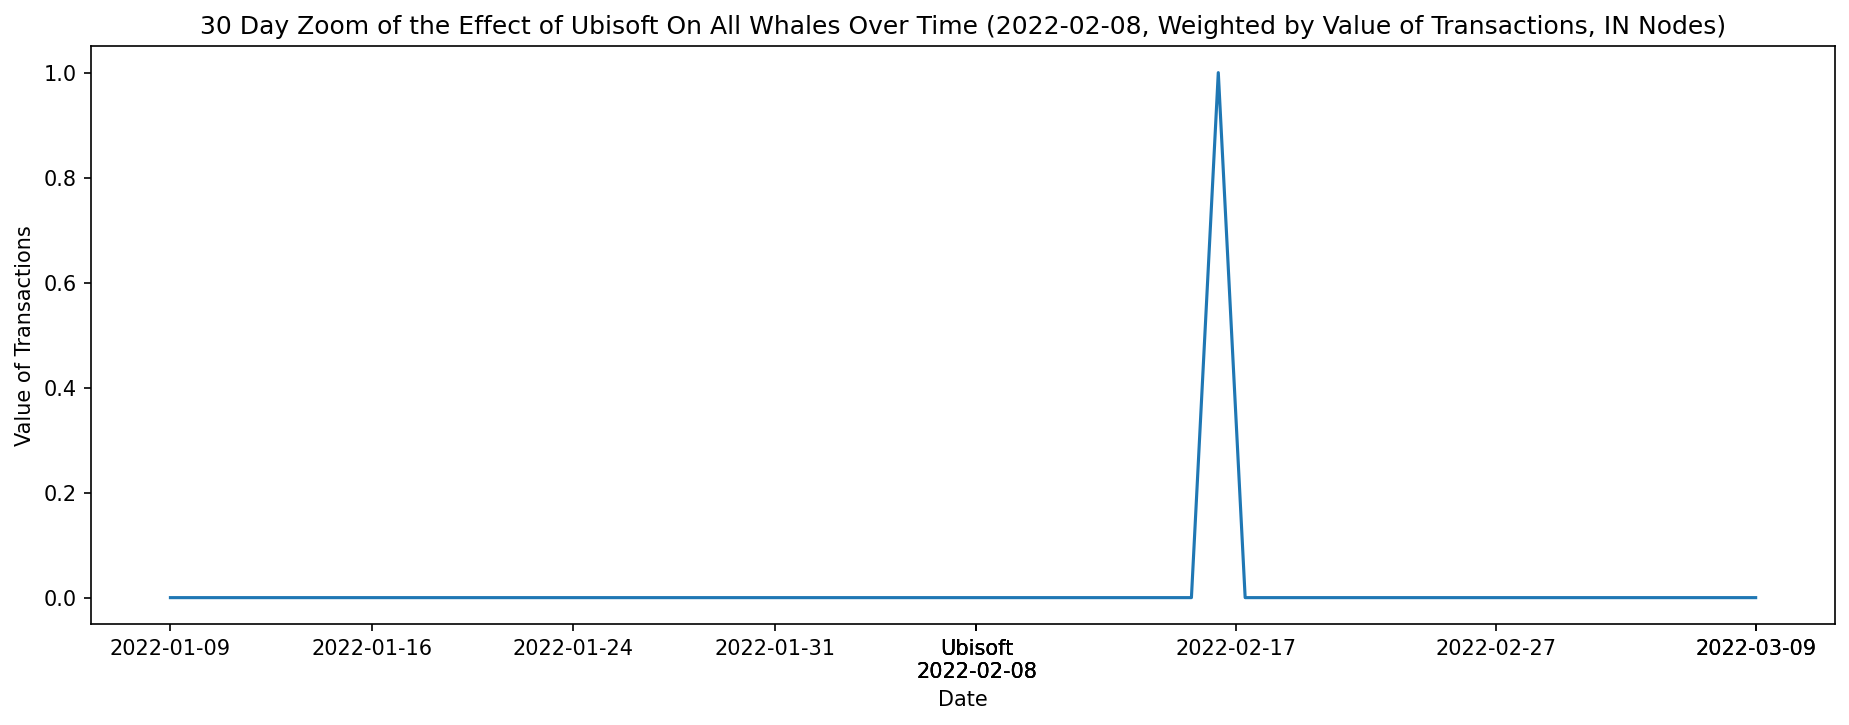 30 Day Zoom of the Effect of Ubisoft On All Whales Over Time (2022-02-08, Weighted by Value of Transactions, IN Nodes)
Value of Transactions
1.0
0.8
0.6
0.4
0.2
0.0
2022-01-09 2022-01-16 2022-01-24 2022-01-31 Ubisoft 2022-02-17 2022-02-27 2022-03-09
2022-02-08
Date